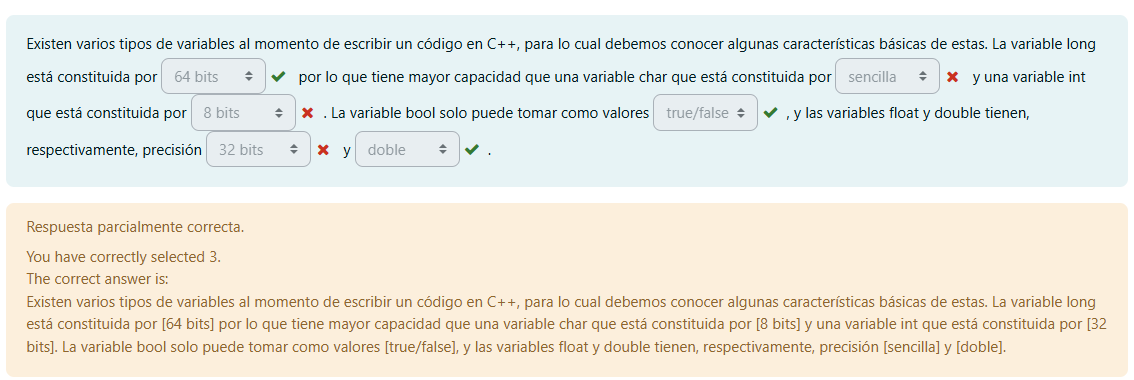 Existen varios tipos de variables al momento de escribir un código en C++, para lo cual debemos conocer algunas características básicas de estas. La variable long
está constituida por 64 bits por lo que tiene mayor capacidad que una variable char que está constituida por sencilla y una variable int
que está constituida por 8 bits . La variable bool solo puede tomar como valores true/false , y las variables float y double tienen,
respectivamente, precisión 32 bits y doble .
Respuesta parcialmente correcta.
You have correctly selected 3.
The correct answer is:
Existen varios tipos de variables al momento de escribir un código en C++, para lo cual debemos conocer algunas características básicas de estas. La variable long
está constituida por [64 bits] por lo que tiene mayor capacidad que una variable char que está constituida por [8 bits] y una variable int que está constituida por [32
bits]. La variable bool solo puede tomar como valores [true/false], y las variables float y double tienen, respectivamente, precisión [sencilla] y [doble].